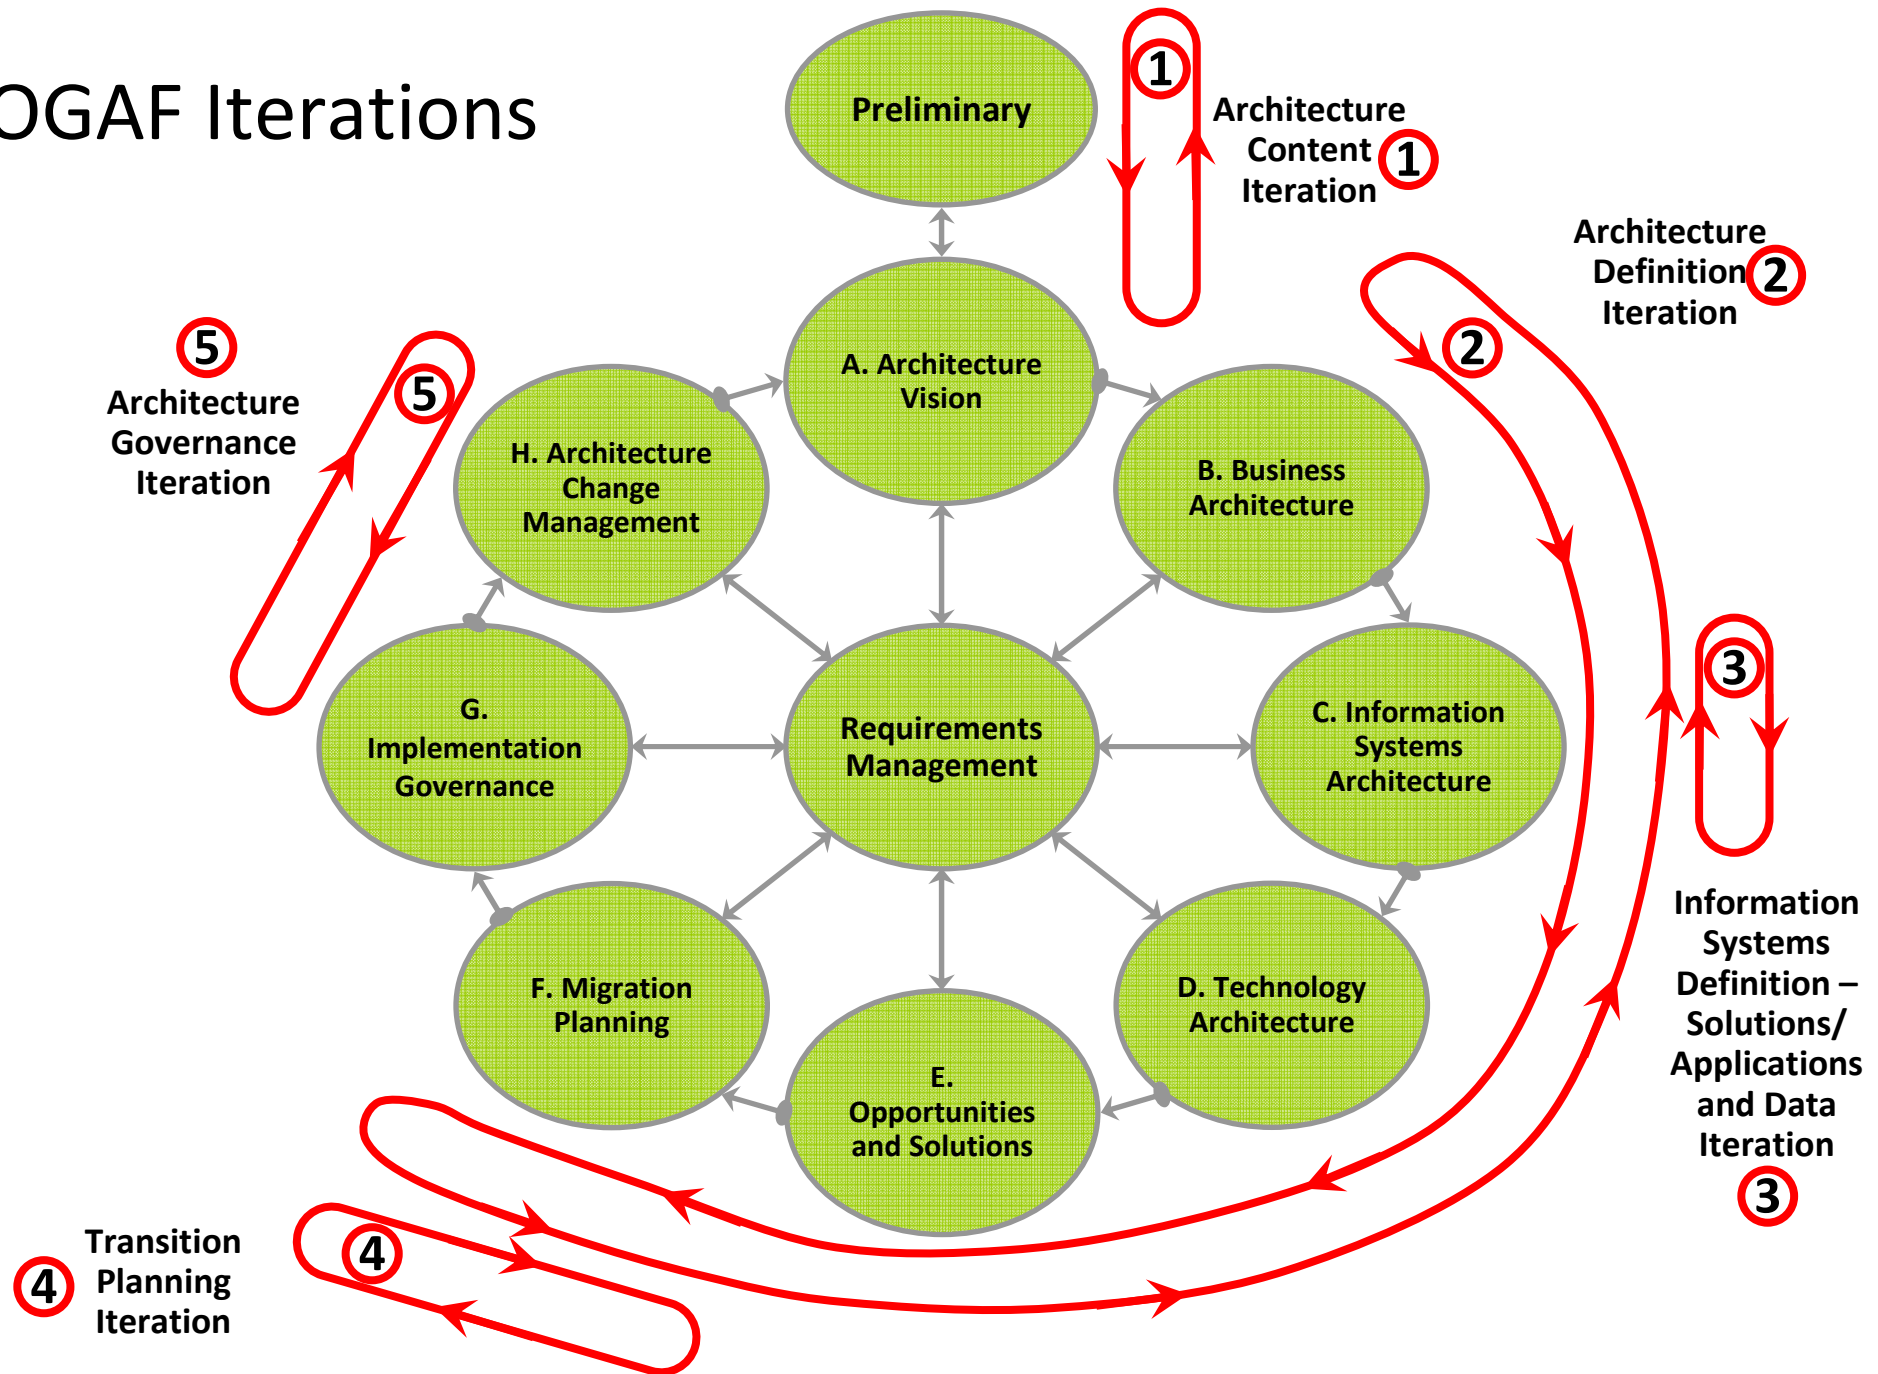 OGAF Iterations
Preliminary
1
Architecture
Content
Iteration
1
Architecture
Definition
Iteration
2
2
5
Architecture
Governance
Iteration
5
A. Architecture
Vision
H. Architecture
Change
Management
B. Business
Architecture
G.
Implementation
Governance
Requirements
Management
C. Information
Systems
Architecture
3
Information
Systems
Definition –
Solutions/
Applications
and Data
Iteration
3
F. Migration
Planning
D. Technology
Architecture
E.
Opportunities
and Solutions
4
Transition
Planning
Iteration
4